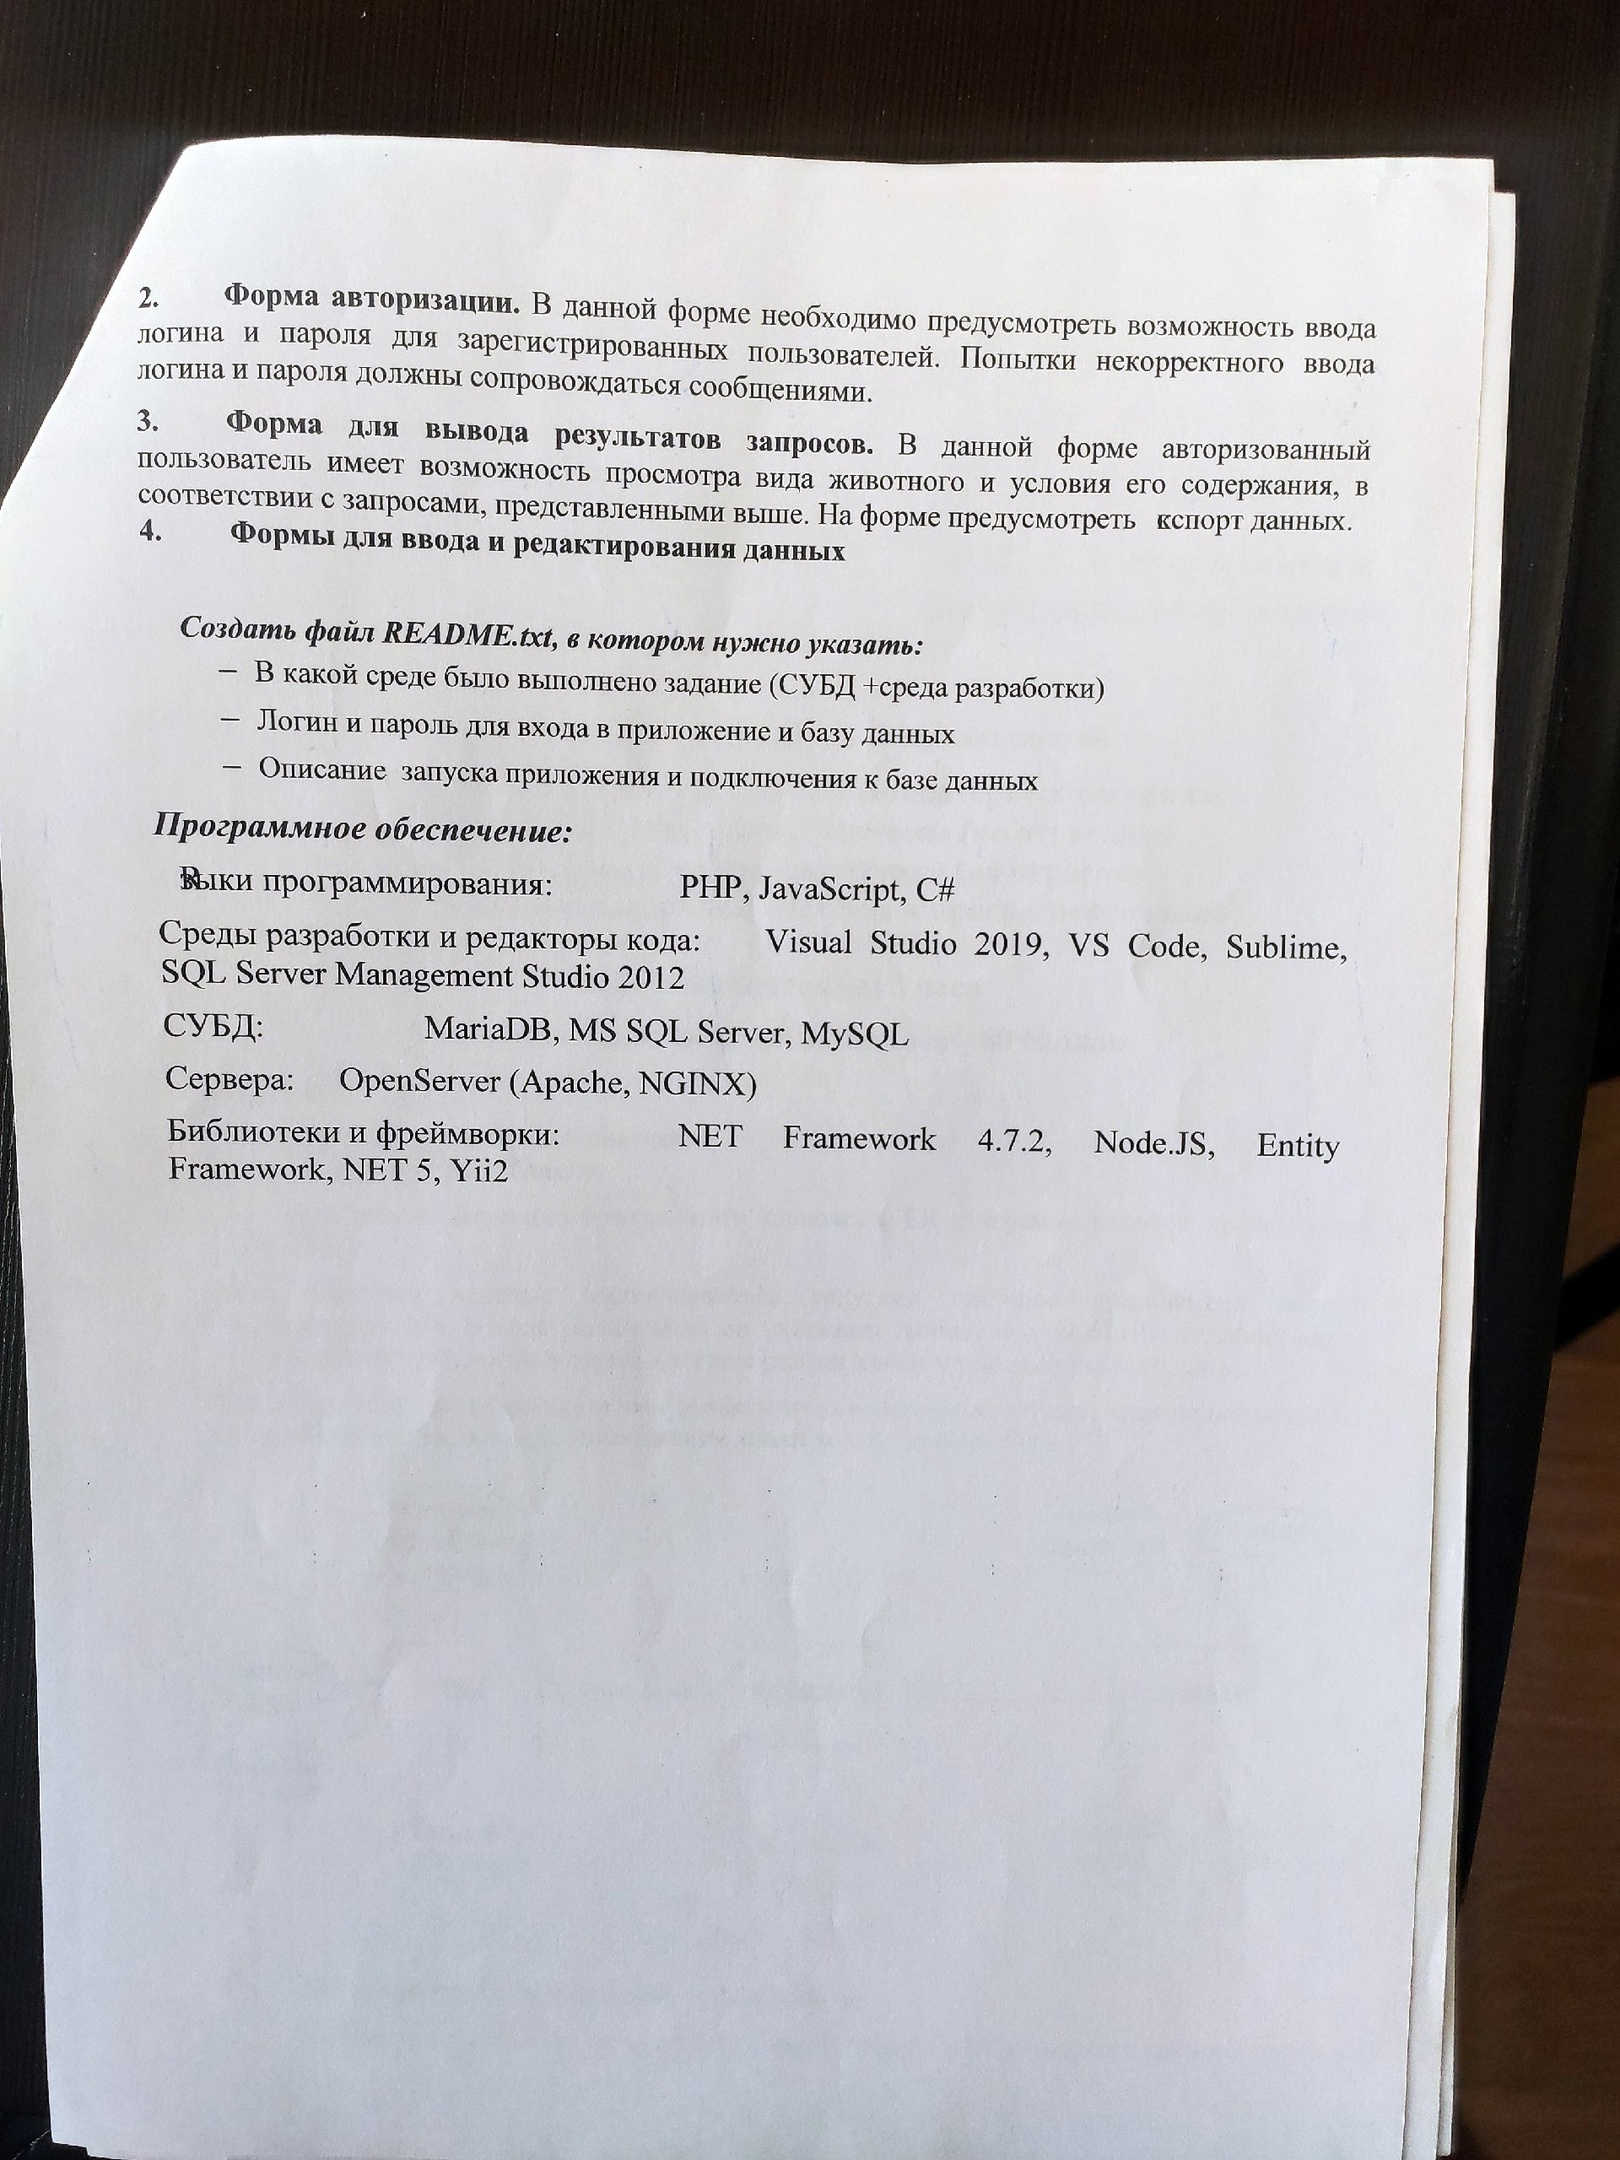 2. Форма авторизации. В данной форме необходимо предусмотреть возможность ввода
логина и пароля для зарегистрированных пользователей. Попытки некорректного ввода
логина и пароля должны сопровождаться сообщениями.
3. Форма для вывода результатов запросов. В данной форме авторизованный
пользователь имеет возможность просмотра вида животного и условия его содержания, в
соответствии с запросами, представленными выше. На форме предусмотреть кспорт данных.
4. Формы для ввода и редактирования данных
Создать файл README.txt, в котором нужно указать:
– В какой среде было выполнено задание (СУБД +среда разработки)
– Логин и пароль для входа в приложение и базу данных
– Описание запуска приложения и подключения к базе данных
Программное обеспечение:
программирования: PHP, JavaScript, C#
Среды разработки и редакторы кода: Visual Studio 2019, VS Code, Sublime,
SQL Server Management Studio 2012
СУБД: MariaDB, MS SQL Server, MySQL
Сервера: OpenServer (Apache, NGINX)
Библиотеки и фреймворки: NET Framework 4.7.2, Node.JS, Entity
Framework, NET 5, Yii2